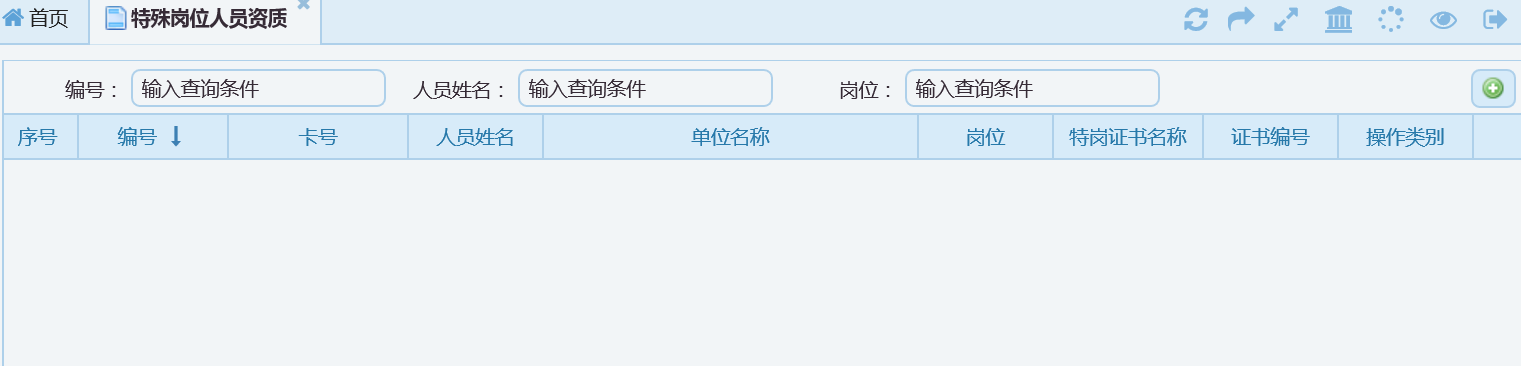 首页 特殊岗位人员资质
编号： 输入查询条件 人员姓名： 输入查询条件 岗位： 输入查询条件
序号 编号 卡号 人员姓名 单位名称 岗位 特岗证书名称 证书编号 操作类别